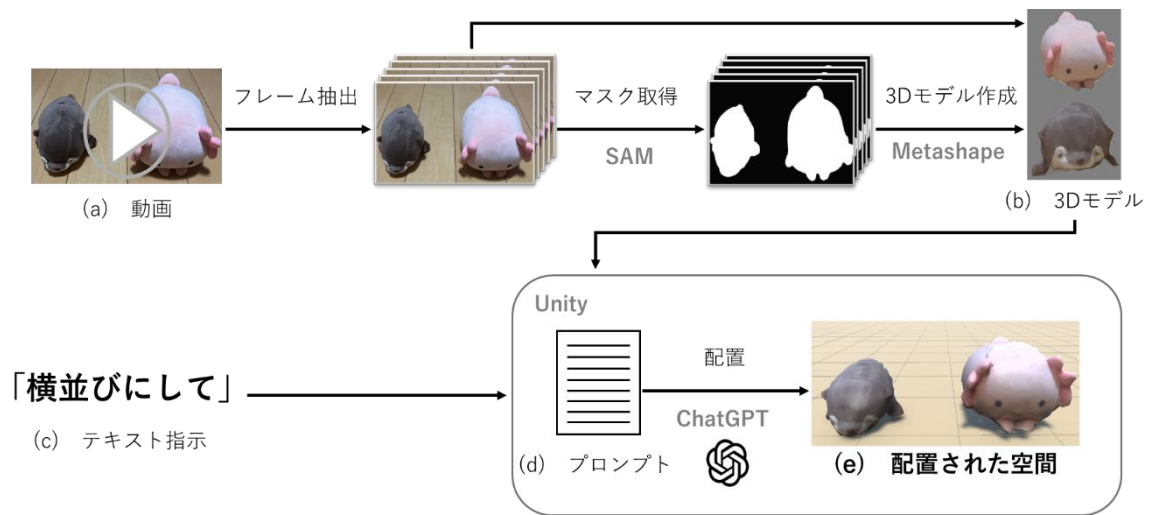 フレーム抽出
マスク取得
SAM
3Dモデル作成
Metashape
(a) 動画
(b) 3Dモデル
Unity
「横並びにして」
(c) テキスト指示
配置
ChatGPT
(d) プロンプト
(e) 配置された空間